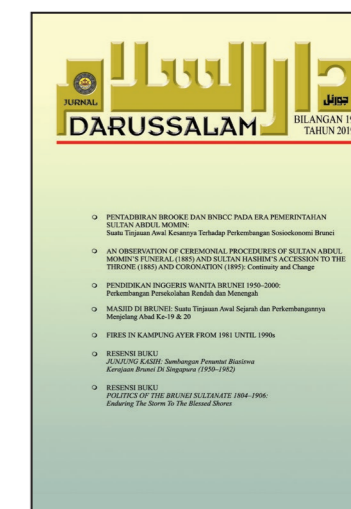 دارالسلام
JURNAL
جورنل
DARUSSALAM
BILANGAN 19
TAHUN 201
PENTADBIRAN BROOKE DAN BNBCC PADA ERA PEMERINTAHAN
SULTAN ABDUL MOMIN:
Suatu Tinjauan Awal Kesannya Terhadap Perkembangan Sosioekonomi Brunei
AN OBSERVATION OF CEREMONIAL PROCEDURES OF SULTAN ABDUL
MOMIN'S FUNERAL (1885) AND SULTAN HASHIM'S ACCESSION TO THE
THRONE (1885) AND CORONATION (1895): Continuity and Change
PENDIDIKAN INGGERIS WANITA BRUNEI 1950–2000:
Perkembangan Persekolahan Rendah dan Menengah
MASJID DI BRUNEI: Suatu Tinjauan Awal Sejarah dan Perkembangannya
Menjelang Abad Ke-19 & 20
FIRES IN KAMPUNG AYER FROM 1981 UNTIL 1990s
RESENSI BUKU
JUNJUNG KASIH: Sumbangan Penuntut Biasiswa
Kerajaan Brunei Di Singapura (1950–1982)
RESENSI BUKU
POLITICS OF THE BRUNEI SULTANATE 1804–1906:
Enduring The Storm To The Blessed Shores